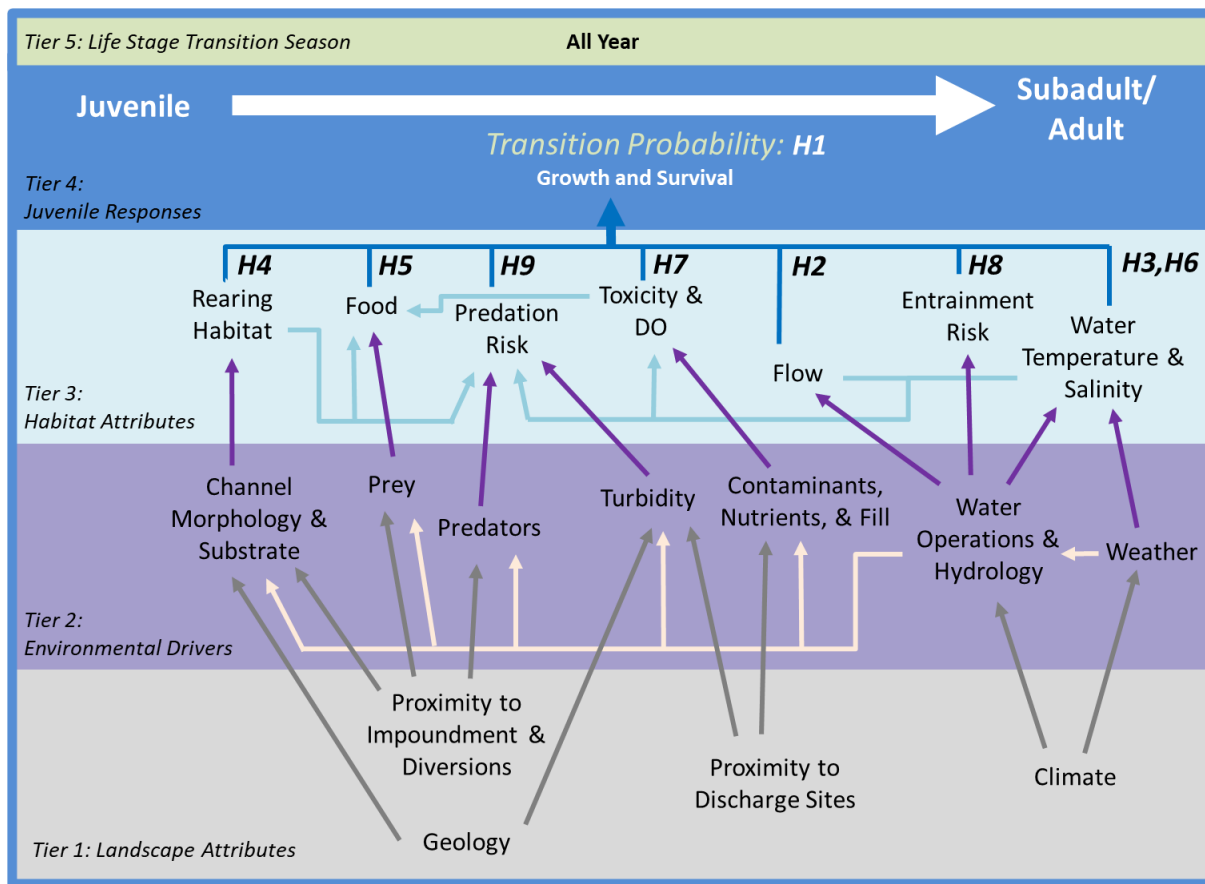 Tier 5: Life Stage Transition Season
All Year
Juvenile
Subadult/
Adult
Transition Probability: H1
Growth and Survival
Tier 4:
Juvenile Responses
H4
H5
H9
H7
H2
H8
H3,H6
Rearing
Habitat
Food
Predation
Risk
Toxicity &
DO
Flow
Entrainment
Risk
Water
Temperature &
Salinity
Tier 3:
Habitat Attributes
Channel
Morphology &
Substrate
Prey
Predators
Turbidity
Contaminants,
Nutrients, & Fill
Water
Operations &
Hydrology
Weather
Tier 2:
Environmental Drivers
Proximity to
Impoundment &
Diversions
Proximity to
Discharge Sites
Climate
Geology
Tier 1: Landscape Attributes